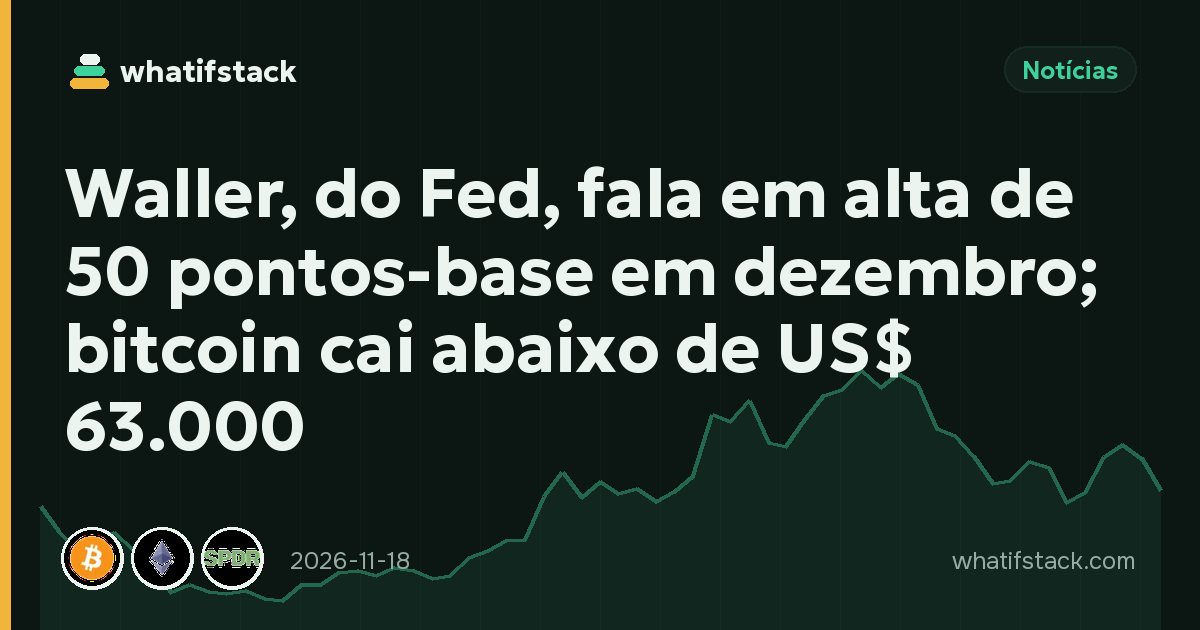 whatifstack
Notícias
Waller, do Fed, fala em alta de
50 pontos-base em dezembro;
bitcoin cai abaixo de US$
63.000
SPDR
2026-11-18
whatifstack.com